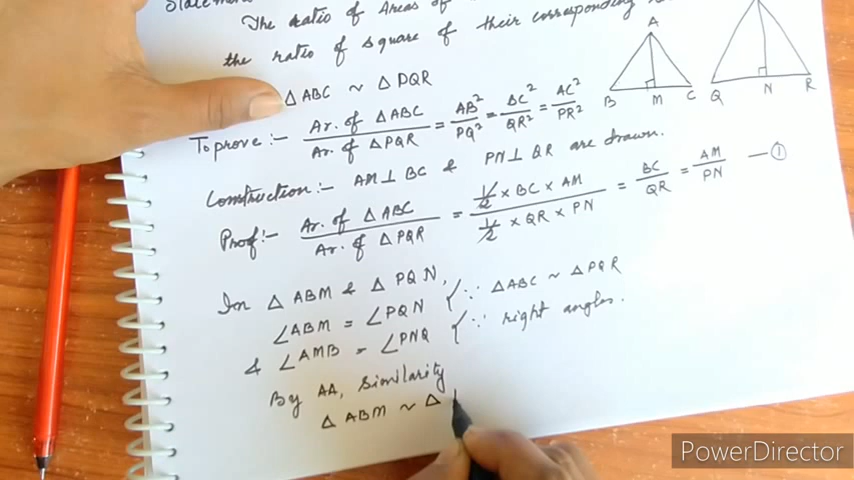 Statement
The ratio of Areas of
the ratio of square of their corresponding
△ABC ~ △PQR
To prove:- Ar. of △ABC / Ar. of △PQR = AB² / PQ² = BC² / QR² = AC² / PR²
Construction:- AM ⊥ BC & PN ⊥ QR are drawn.
Prof:- Ar. of △ABC / Ar. of △PQR = 1/2 × BC × AM / 1/2 × QR × PN = BC / QR = AM / PN — ①
In △ABM & △PQN,
∠ABM = ∠PQN {∵ △ABC ~ △PQR
& ∠AMB = ∠PNQ {∵ right angles.
By AA, similarity
△ABM ~ △
A
B M C
Q N R
PowerDirector